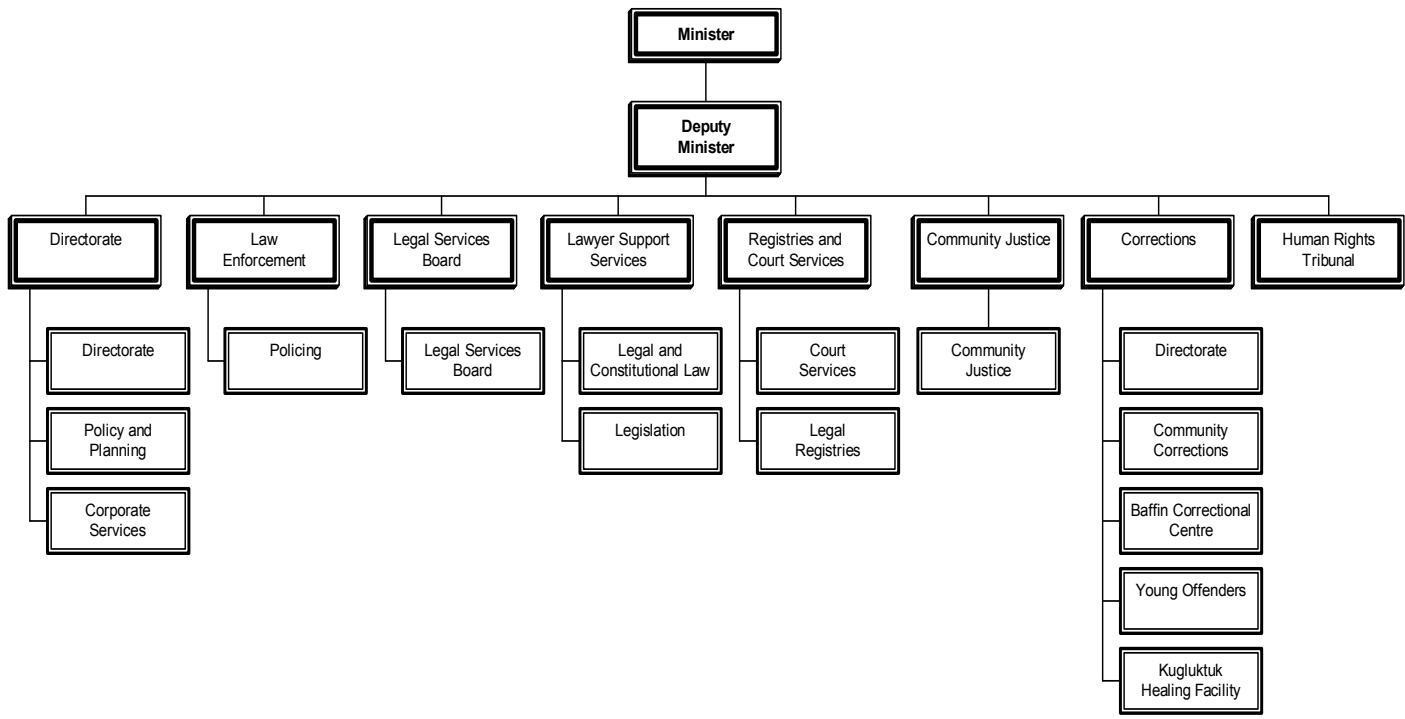 Minister
Deputy
Minister
Directorate
Law
Enforcement
Legal Services
Board
Lawyer Support
Services
Registries and
Court Services
Community Justice
Corrections
Human Rights
Tribunal
Directorate
Policy and
Planning
Corporate
Services
Policing
Legal Services
Board
Legal and
Constitutional Law
Legislation
Court
Services
Legal
Registries
Community
Justice
Directorate
Community
Corrections
Baffin Correctional
Centre
Young Offenders
Kugluktuk
Healing Facility